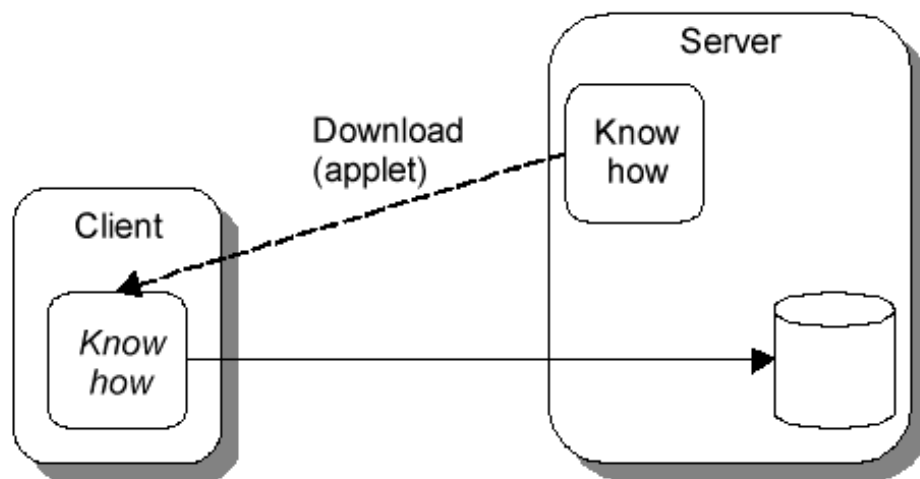 Server
Know
how
Download
(applet)
Client
Know
how